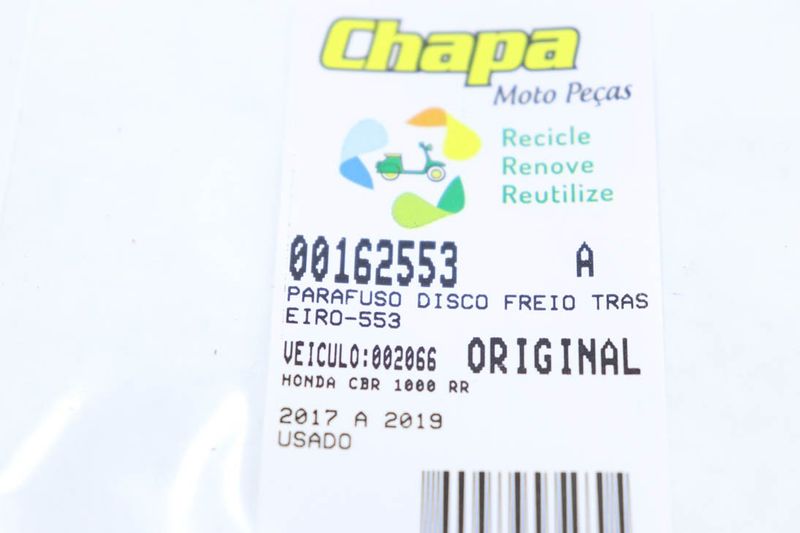 Chapa
Moto Peças
Recicle
Renove
Reutilize
00162553 A
PARAFUSO DISCO FREIO TRAS
EIRO-553
VEICULO:002066 ORIGINAL
HONDA CBR 1000 RR
2017 A 2019
USADO